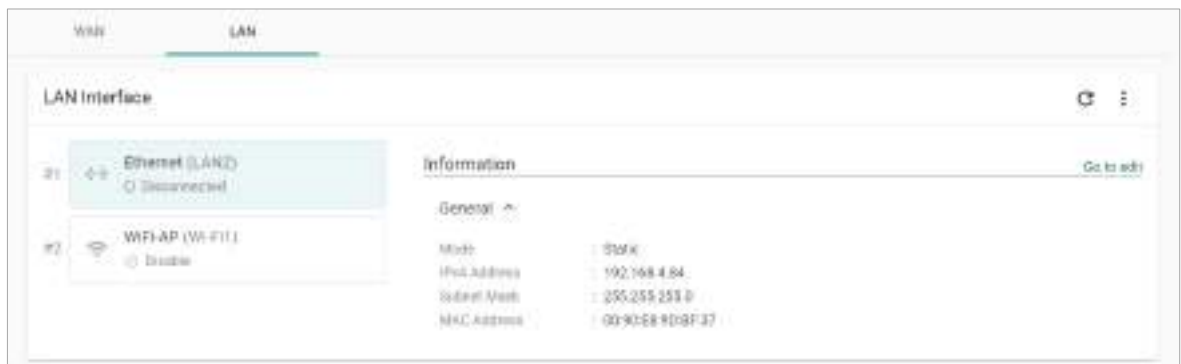 WAN LAN
LAN Interface
#1 Ethernet (LAN2)
Disconnected
#2 WiFi-AP (Wi-Fi1)
Disable
Information Go to edit
General
Mode : Static
IPv4 Address : 192.168.4.84
Subnet Mask : 255.255.255.0
MAC Address : 00:90:E8:9D:BF:37